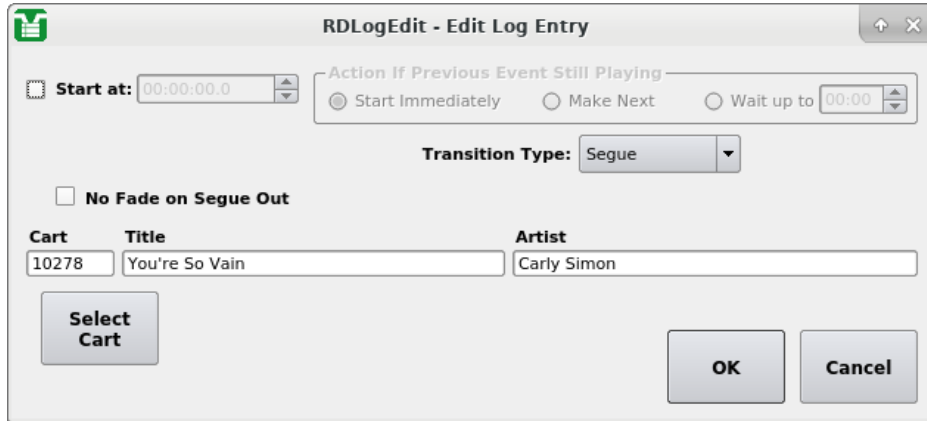 RDLogEdit - Edit Log Entry
Start at: 00:00:00.0
Action If Previous Event Still Playing
Start Immediately Make Next Wait up to 00:00
Transition Type: Segue
No Fade on Segue Out
Cart Title Artist
10278 You're So Vain Carly Simon
Select
Cart
OK Cancel